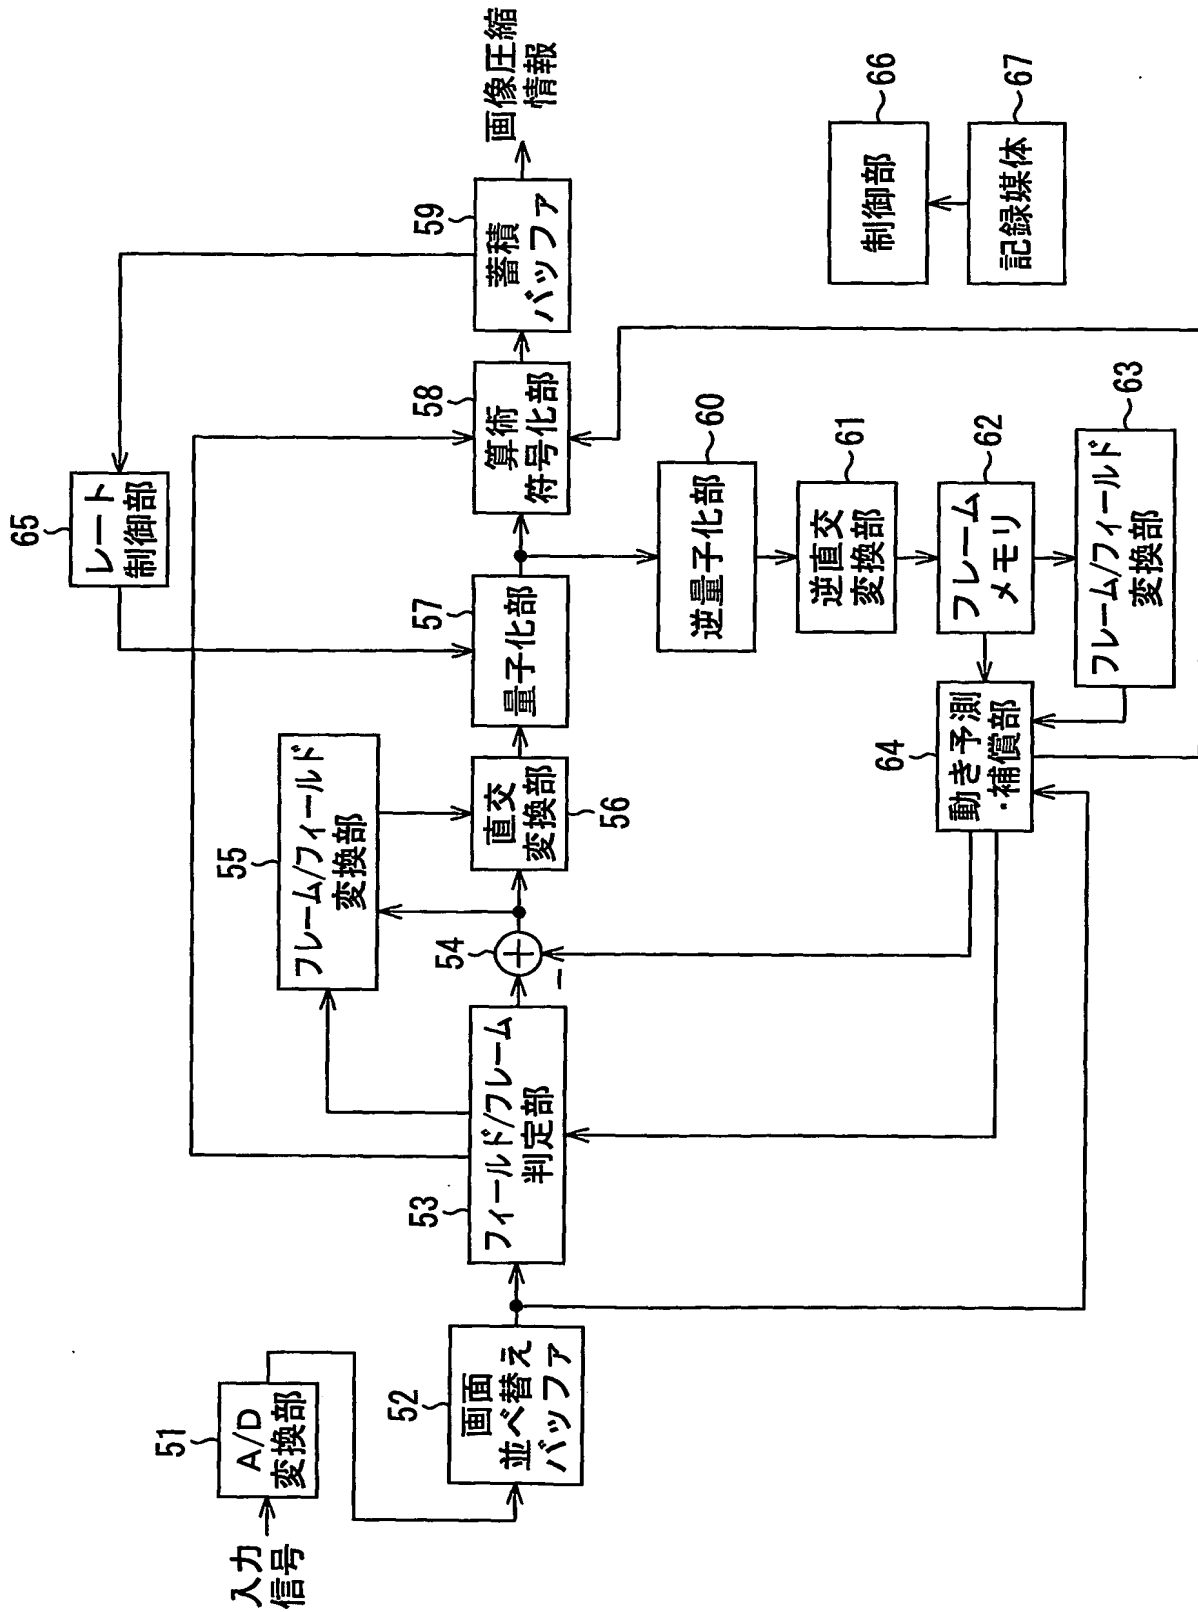 入力
信号
51
A/D
変換部
52
画面
並べ替え
バッファ
53
フィールド/フレーム
判定部
54
+
−
55
フレーム/フィールド
変換部
直交
変換部
56
57
量子化部
65
レート
制御部
58
算術
符号化部
59
蓄積
バッファ
画像圧縮
情報
逆量子化部
60
逆直交
変換部
61
フレーム
メモリ
62
フレーム/フィールド
変換部
63
64
動き予測
・補償部
制御部
66
記録媒体
67